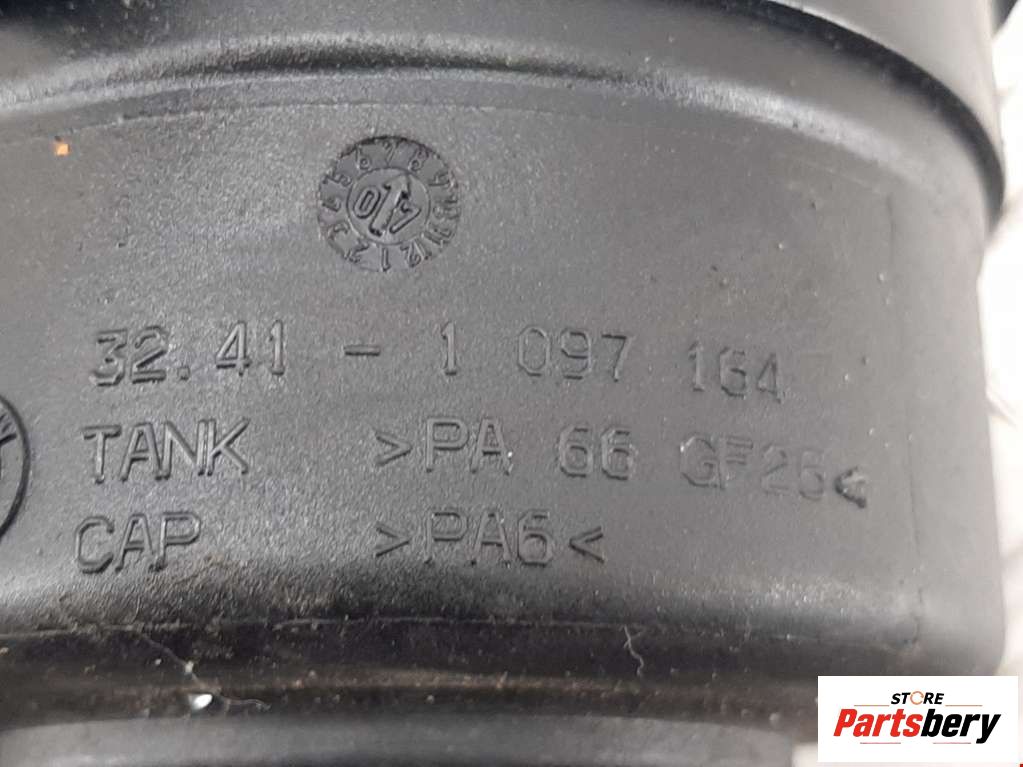 32.41 - 1 097 164
TANK >PA 66 GF25<
CAP >PA6<
STORE
Partsbery